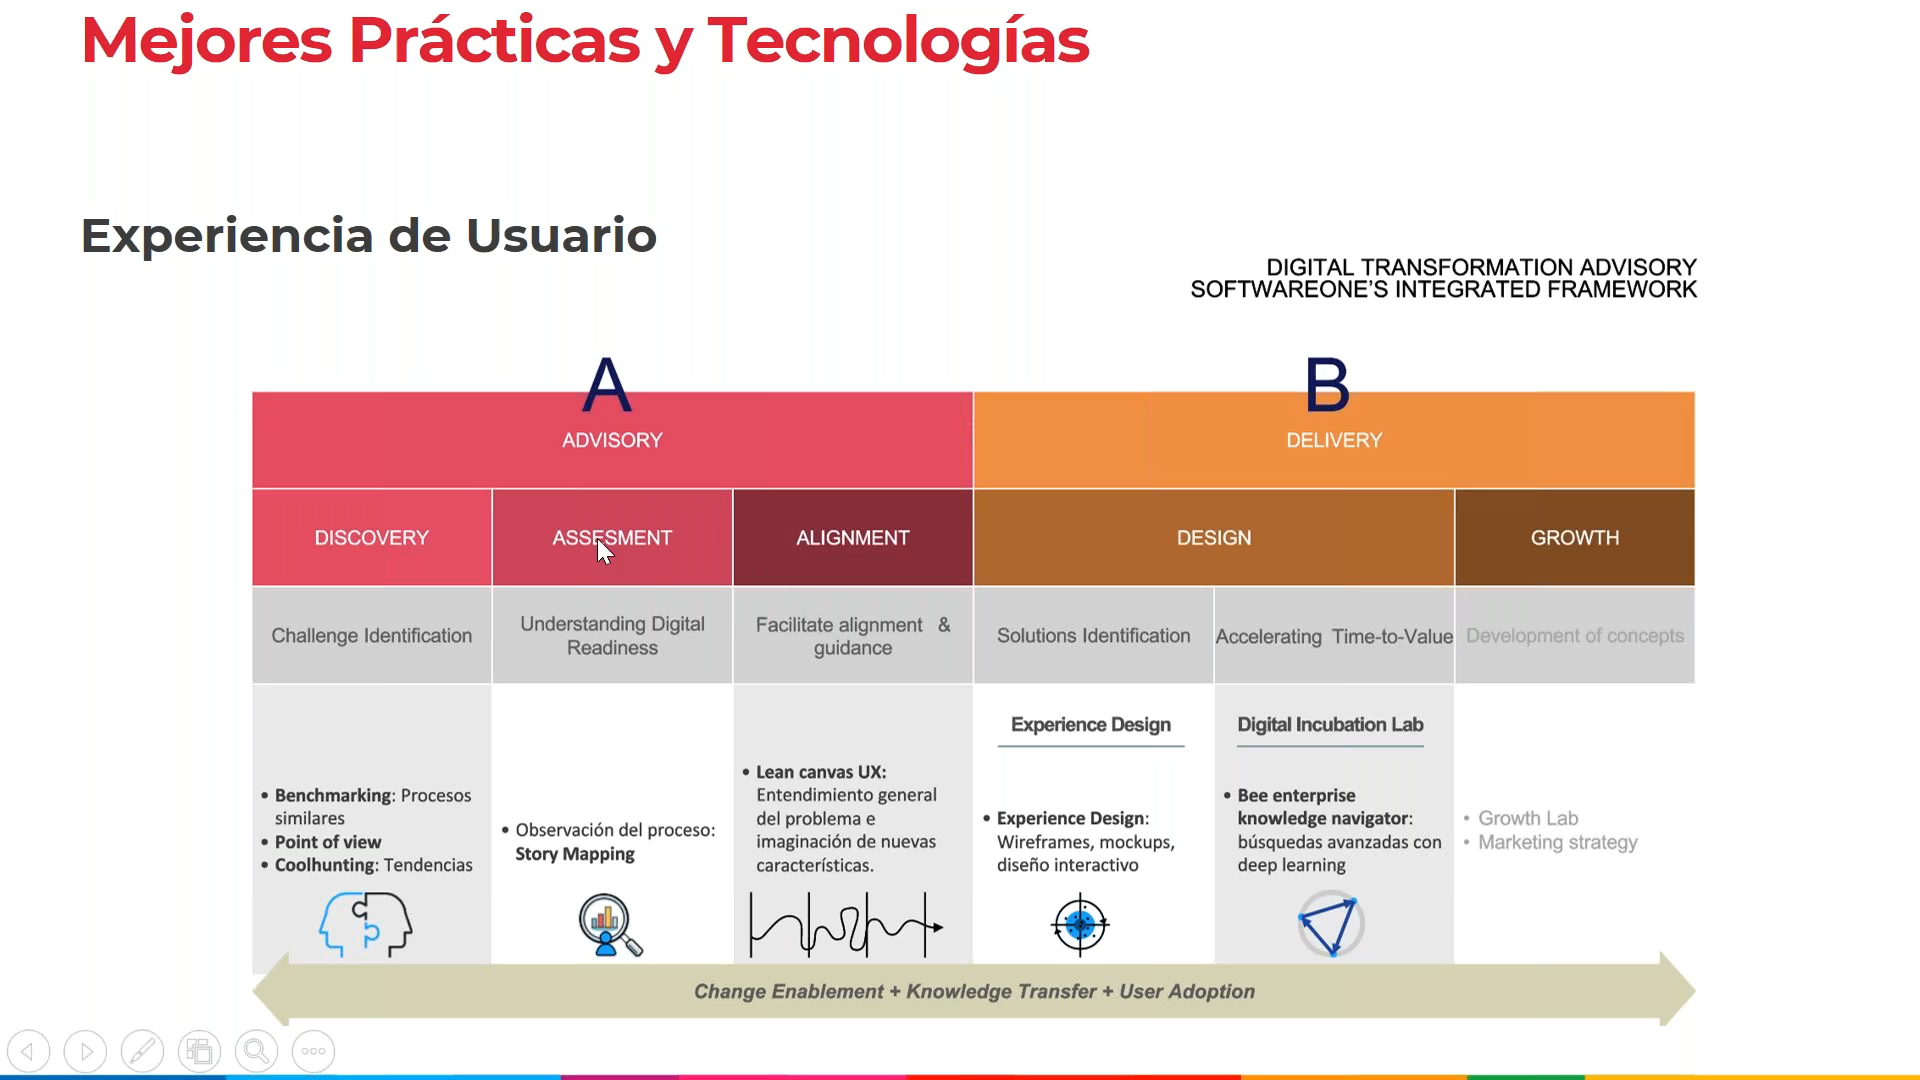 Mejores Prácticas y Tecnologías
Experiencia de Usuario
DIGITAL TRANSFORMATION ADVISORY
SOFTWAREONE'S INTEGRATED FRAMEWORK
A
B
ADVISORY
DELIVERY
DISCOVERY
ASSESMENT
ALIGNMENT
DESIGN
GROWTH
Challenge Identification
Understanding Digital
Readiness
Facilitate alignment &
guidance
Solutions Identification
Accelerating Time-to-Value
Development of concepts
• Benchmarking: Procesos
similares
• Point of view
• Coolhunting: Tendencias
• Observación del proceso:
Story Mapping
• Lean canvas UX:
Entendimiento general
del problema e
imaginación de nuevas
características.
Experience Design
• Experience Design:
Wireframes, mockups,
diseño interactivo
Digital Incubation Lab
• Bee enterprise
knowledge navigator:
búsquedas avanzadas con
deep learning
• Growth Lab
• Marketing strategy
Change Enablement + Knowledge Transfer + User Adoption